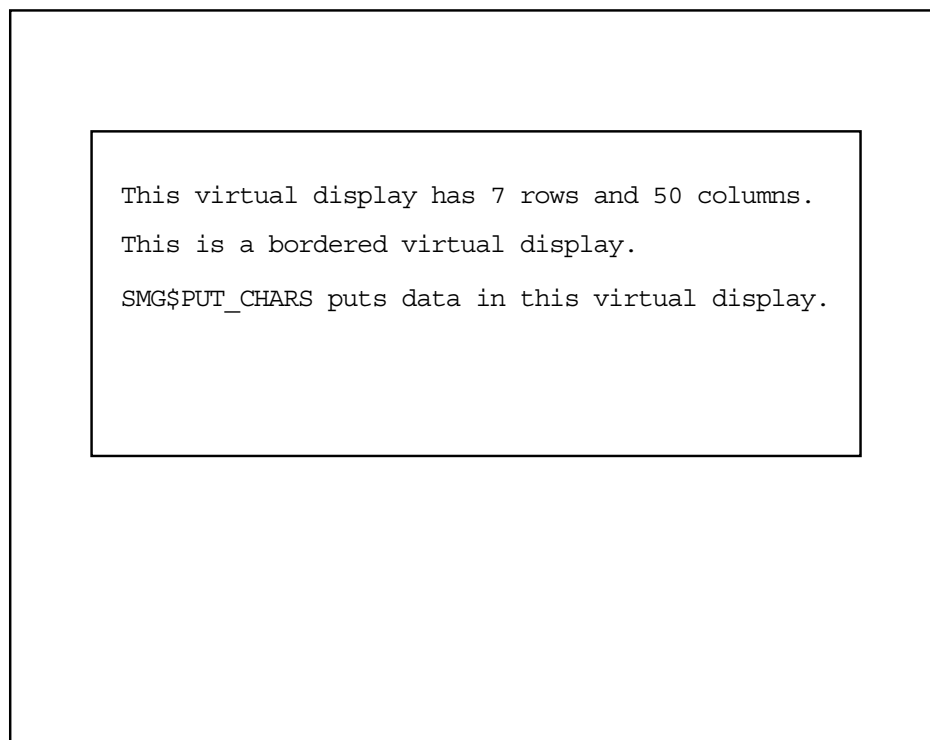 This virtual display has 7 rows and 50 columns.
This is a bordered virtual display.
SMG$PUT_CHARS puts data in this virtual display.